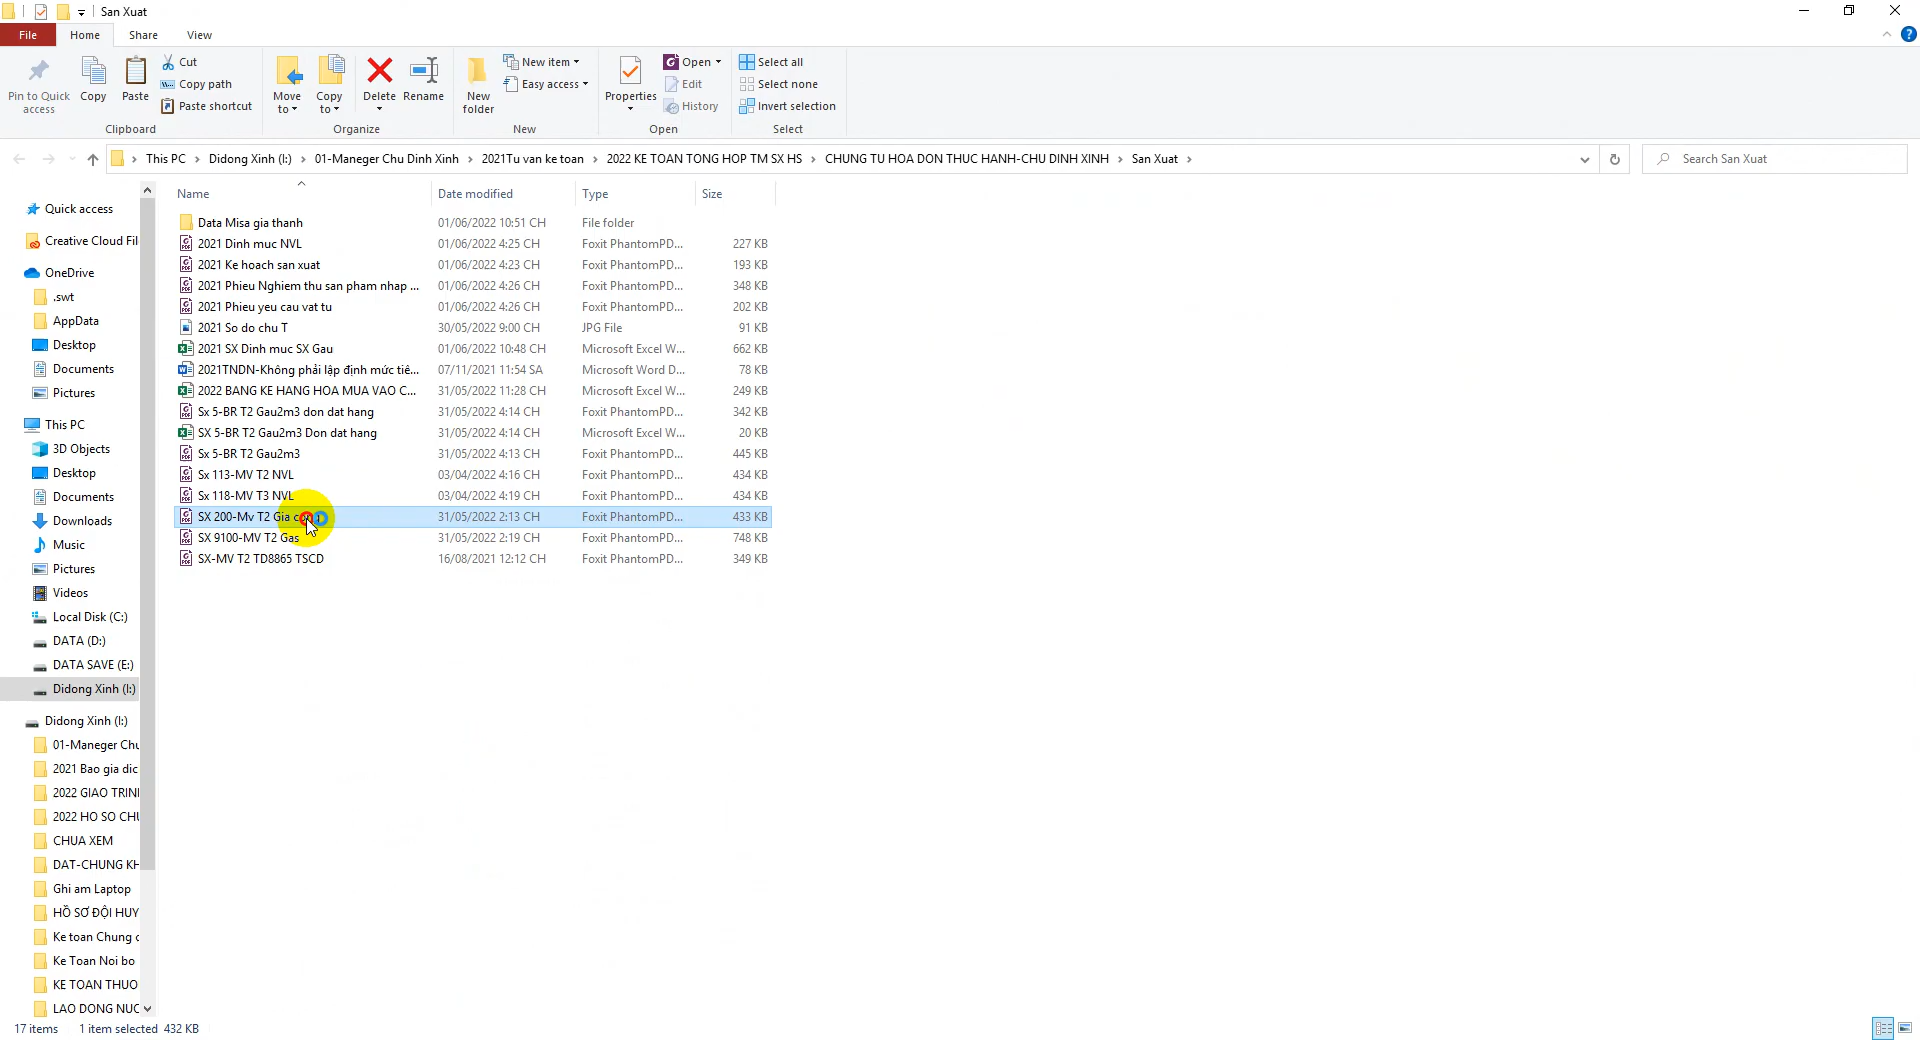 San Xuat
File Home Share View
Pin to Quick access
Copy
Paste
Cut
Copy path
Paste shortcut
Clipboard
Move to
Copy to
Delete
Rename
Organize
New folder
New item
Easy access
New
Properties
Open
Edit
History
Open
Select all
Select none
Invert selection
Select
This PC > Didong Xinh (I:) > 01-Maneger Chu Dinh Xinh > 2021Tu van ke toan > 2022 KE TOAN TONG HOP TM SX HS > CHUNG TU HOA DON THUC HANH-CHU DINH XINH > San Xuat >
Search San Xuat
Quick access
Creative Cloud Fil
OneDrive
.swt
AppData
Desktop
Documents
Pictures
This PC
3D Objects
Desktop
Documents
Downloads
Music
Pictures
Videos
Local Disk (C:)
DATA (D:)
DATA SAVE (E:)
Didong Xinh (I:)
Didong Xinh (I:)
01-Maneger Chu
2021 Bao gia dic
2022 GIAO TRIN
2022 HO SO CHU
CHUA XEM
DAT-CHUNG KH
Ghi am Laptop
HỒ SƠ ĐỘI HUY
Ke toan Chung c
Ke Toan Noi bo
KE TOAN THUO
LAO DONG NUC
Name Date modified Type Size
Data Misa gia thanh 01/06/2022 10:51 CH File folder
2021 Dinh muc NVL 01/06/2022 4:25 CH Foxit PhantomPD... 227 KB
2021 Ke hoach san xuat 01/06/2022 4:23 CH Foxit PhantomPD... 193 KB
2021 Phieu Nghiem thu san pham nhap ... 01/06/2022 4:26 CH Foxit PhantomPD... 348 KB
2021 Phieu yeu cau vat tu 01/06/2022 4:26 CH Foxit PhantomPD... 202 KB
2021 So do chu T 30/05/2022 9:00 CH JPG File 91 KB
2021 SX Dinh muc SX Gau 01/06/2022 10:48 CH Microsoft Excel W... 662 KB
2021TNDN-Không phải lập định mức tiê... 07/11/2021 11:54 SA Microsoft Word D... 78 KB
2022 BANG KE HANG HOA MUA VAO C... 31/05/2022 11:28 CH Microsoft Excel W... 249 KB
Sx 5-BR T2 Gau2m3 don dat hang 31/05/2022 4:14 CH Foxit PhantomPD... 342 KB
SX 5-BR T2 Gau2m3 Don dat hang 31/05/2022 4:14 CH Microsoft Excel W... 20 KB
Sx 5-BR T2 Gau2m3 31/05/2022 4:13 CH Foxit PhantomPD... 445 KB
Sx 113-MV T2 NVL 03/04/2022 4:16 CH Foxit PhantomPD... 434 KB
Sx 118-MV T3 NVL 03/04/2022 4:19 CH Foxit PhantomPD... 434 KB
SX 200-Mv T2 Gia 31/05/2022 2:13 CH Foxit PhantomPD... 433 KB
SX 9100-MV T2 Gas 31/05/2022 2:19 CH Foxit PhantomPD... 748 KB
SX-MV T2 TD8865 TSCD 16/08/2021 12:12 CH Foxit PhantomPD... 349 KB
17 items 1 item selected 432 KB